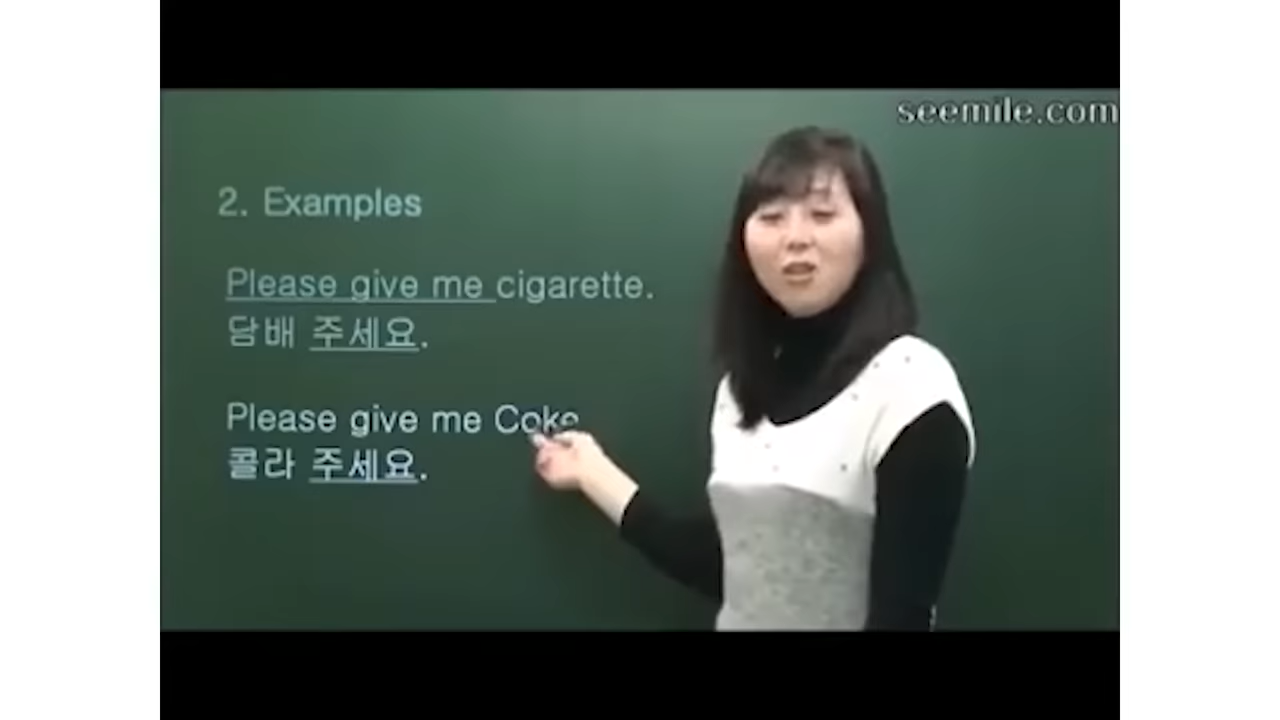 seemile.com
2. Examples
Please give me cigarette.
담배 주세요.
Please give me Coke
콜라 주세요.